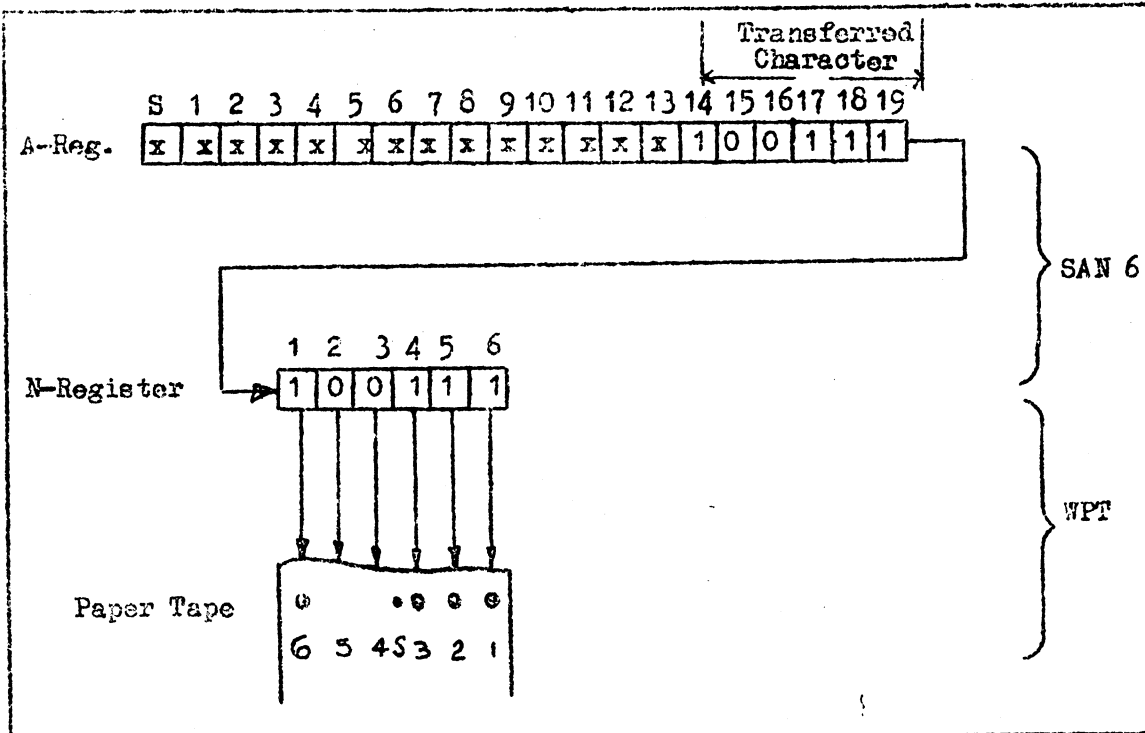 Transferred
Character
S 1 2 3 4 5 6 7 8 9 10 11 12 13 14 15 16 17 18 19
A-Reg. x x x x x x x x x x x x x x 1 0 0 1 1 1
SAN 6
1 2 3 4 5 6
N-Register 1 0 0 1 1 1
WPT
Paper Tape
6 5 4 S 3 2 1